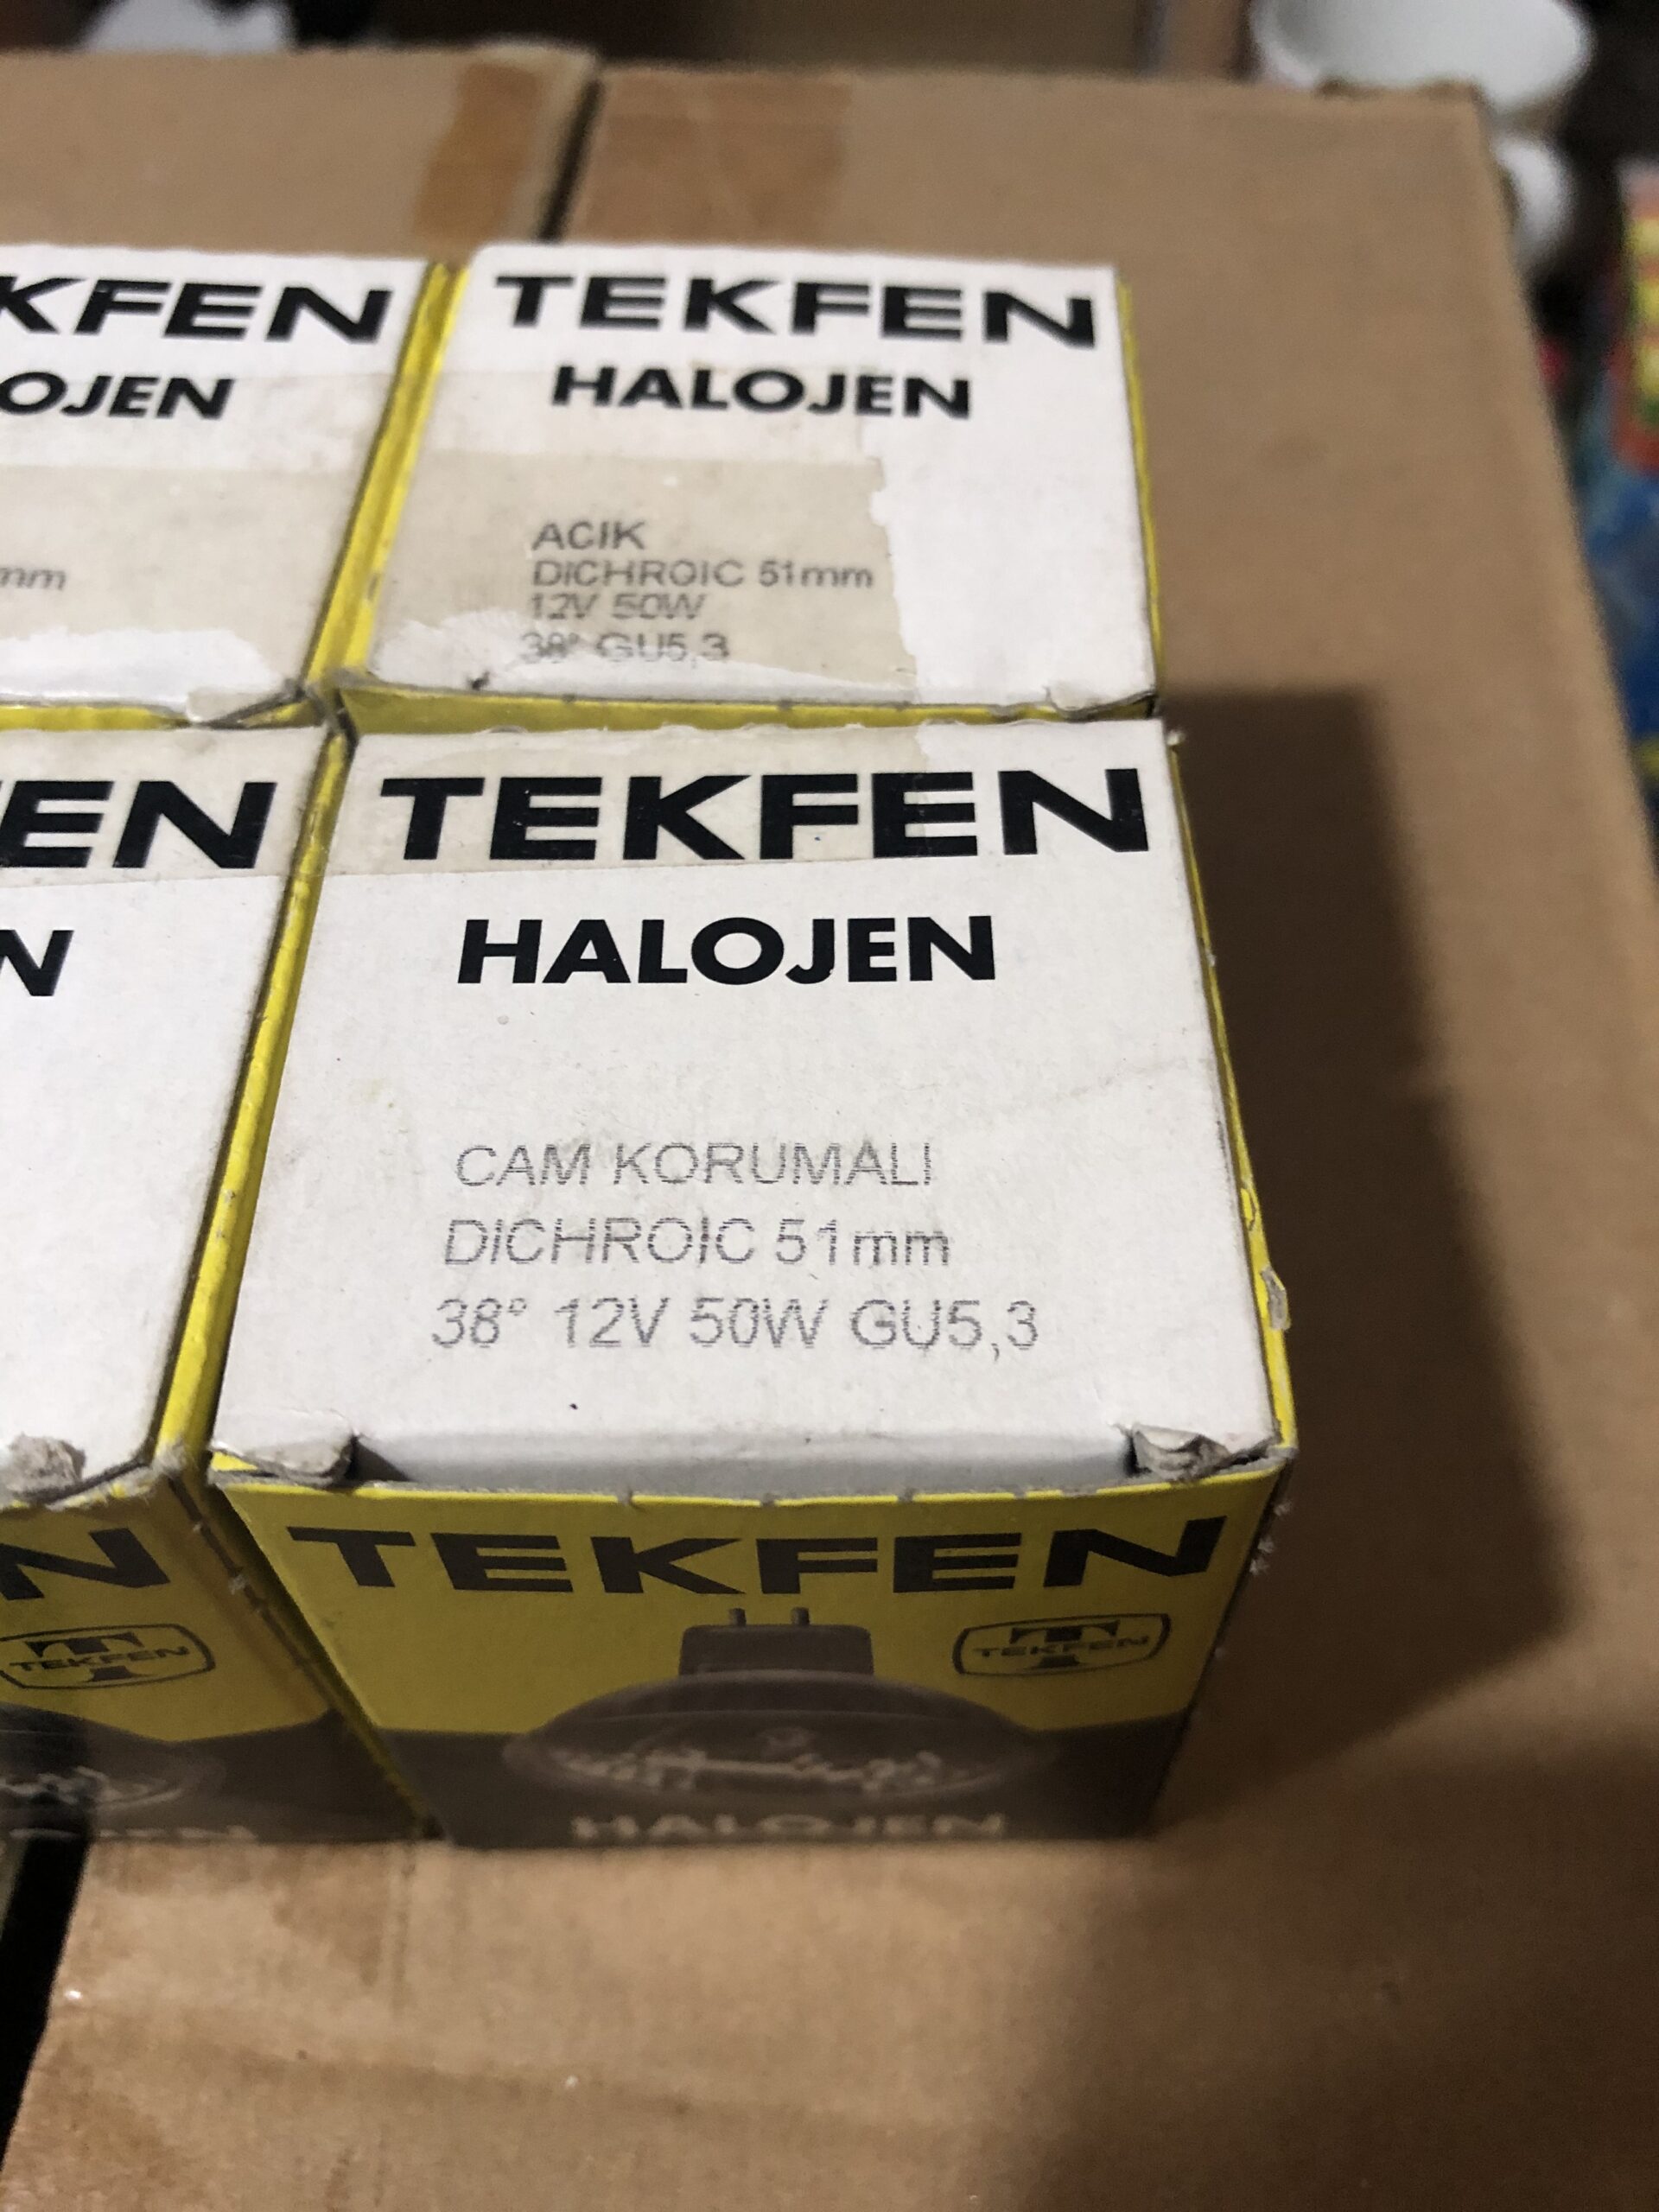 KFEN
OJEN
mm
TEKFEN
HALOJEN
ACIK
DICHROIC 51mm
12V 50W
38° GU5,3
EN
N
TEKFEN
HALOJEN
CAM KORUMALI
DICHROIC 51mm
38° 12V 50W GU5,3
N
TEKFEN
TEKFEN
T
TEKFEN
HALOJEN